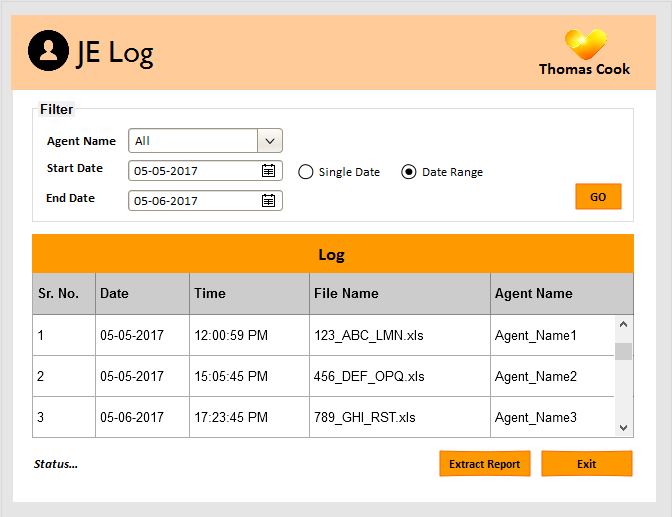 JE Log
Thomas Cook
Filter
Agent Name All
Start Date 05-05-2017 Single Date Date Range
End Date 05-06-2017
GO
Log
Sr. No. Date Time File Name Agent Name
1 05-05-2017 12:00:59 PM 123_ABC_LMN.xls Agent_Name1
2 05-05-2017 15:05:45 PM 456_DEF_OPQ.xls Agent_Name2
3 05-06-2017 17:23:45 PM 789_GHI_RST.xls Agent_Name3
Status... Extract Report Exit